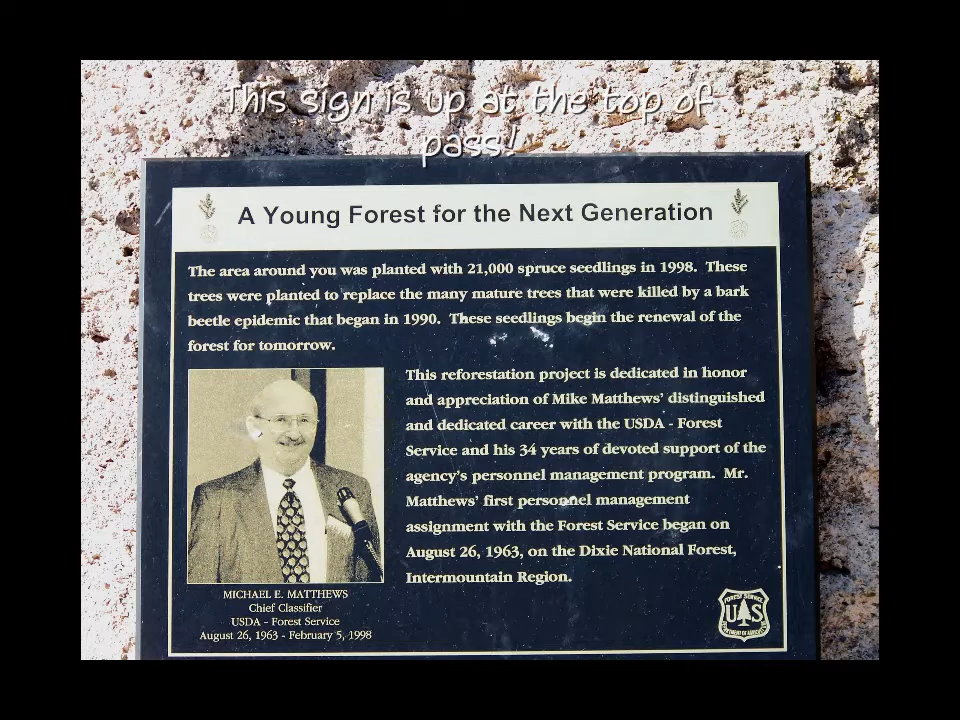 This sign is up at the top of
pass!
A Young Forest for the Next Generation
The area around you was planted with 21,000 spruce seedlings in 1998. These
trees were planted to replace the many mature trees that were killed by a bark
beetle epidemic that began in 1990. These seedlings begin the renewal of the
forest for tomorrow.
This reforestation project is dedicated in honor
and appreciation of Mike Matthews' distinguished
and dedicated career with the USDA - Forest
Service and his 34 years of devoted support of the
agency's personnel management program. Mr.
Matthews' first personnel management
assignment with the Forest Service began on
August 26, 1963, on the Dixie National Forest,
Intermountain Region.
MICHAEL E. MATTHEWS
Chief Classifier
USDA - Forest Service
August 26, 1963 - February 5, 1998
FOREST SERVICE
U S
DEPARTMENT OF AGRICULTURE